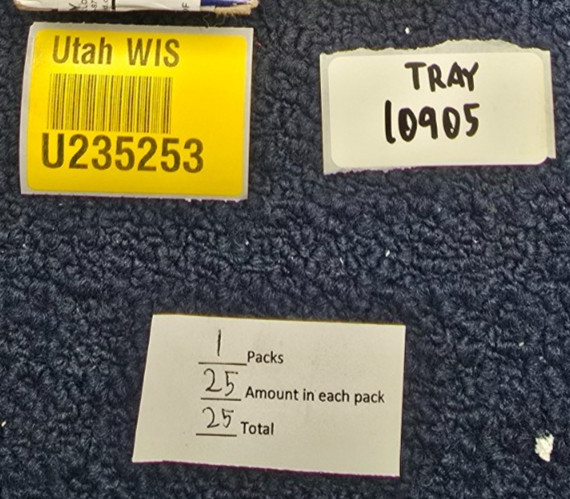 Utah WIS
U235253
TRAY
10905
1 Packs
25 Amount in each pack
25 Total